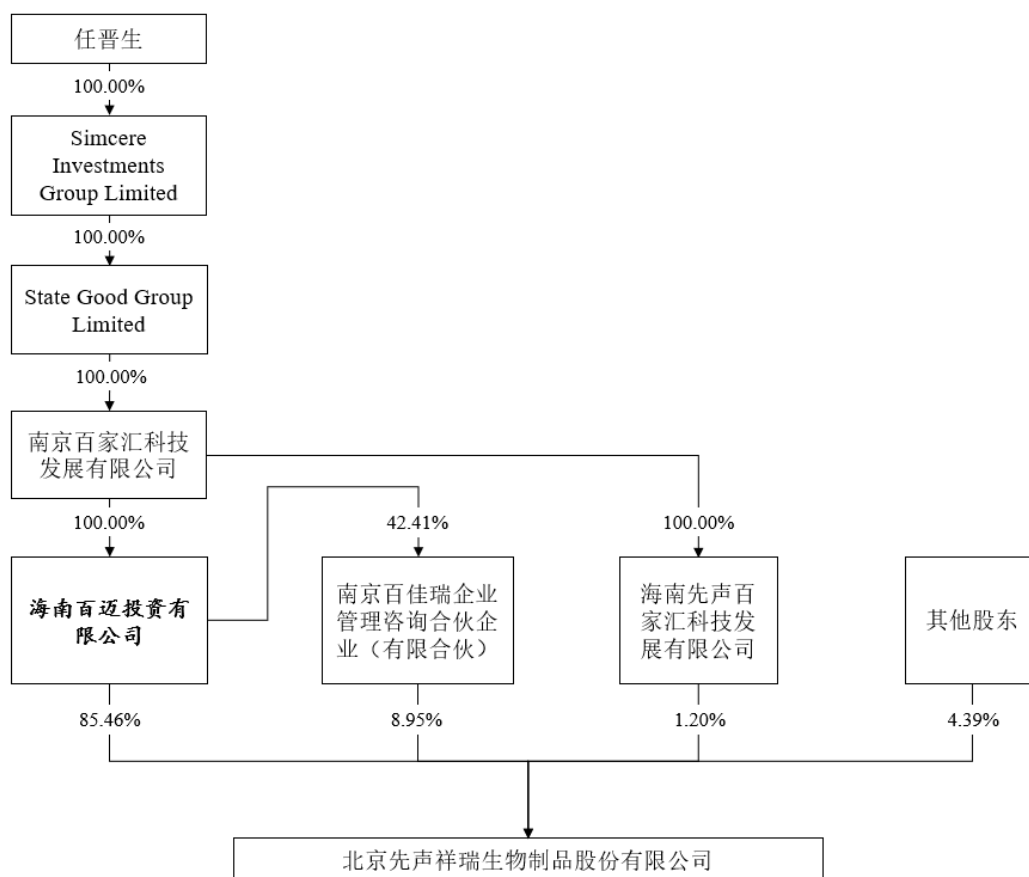 任晋生
100.00%
Simcere
Investments
Group Limited
100.00%
State Good Group
Limited
100.00%
南京百家汇科技
发展有限公司
100.00%
42.41%
100.00%
海南百迈投资有
限公司
南京百佳瑞企业
管理咨询合伙企
业（有限合伙）
海南先声百
家汇科技发
展有限公司
其他股东
85.46%
8.95%
1.20%
4.39%
北京先声祥瑞生物制品股份有限公司